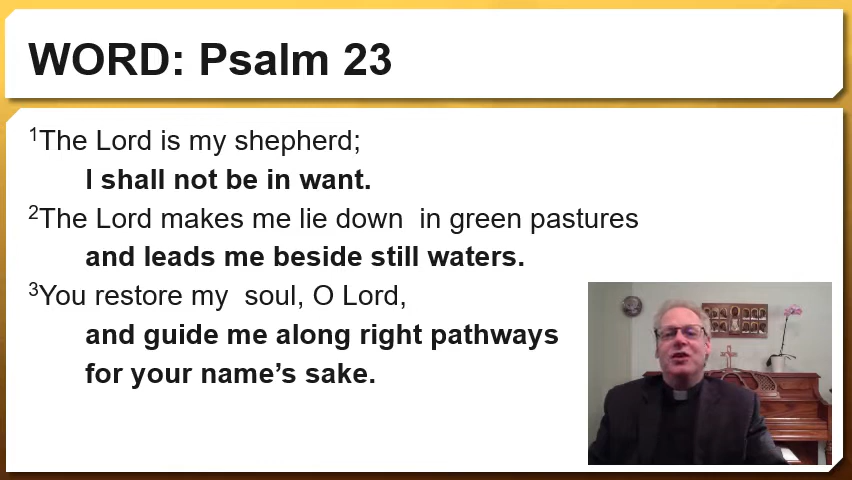 WORD: Psalm 23
¹The Lord is my shepherd;
I shall not be in want.
²The Lord makes me lie down in green pastures
and leads me beside still waters.
³You restore my soul, O Lord,
and guide me along right pathways
for your name’s sake.